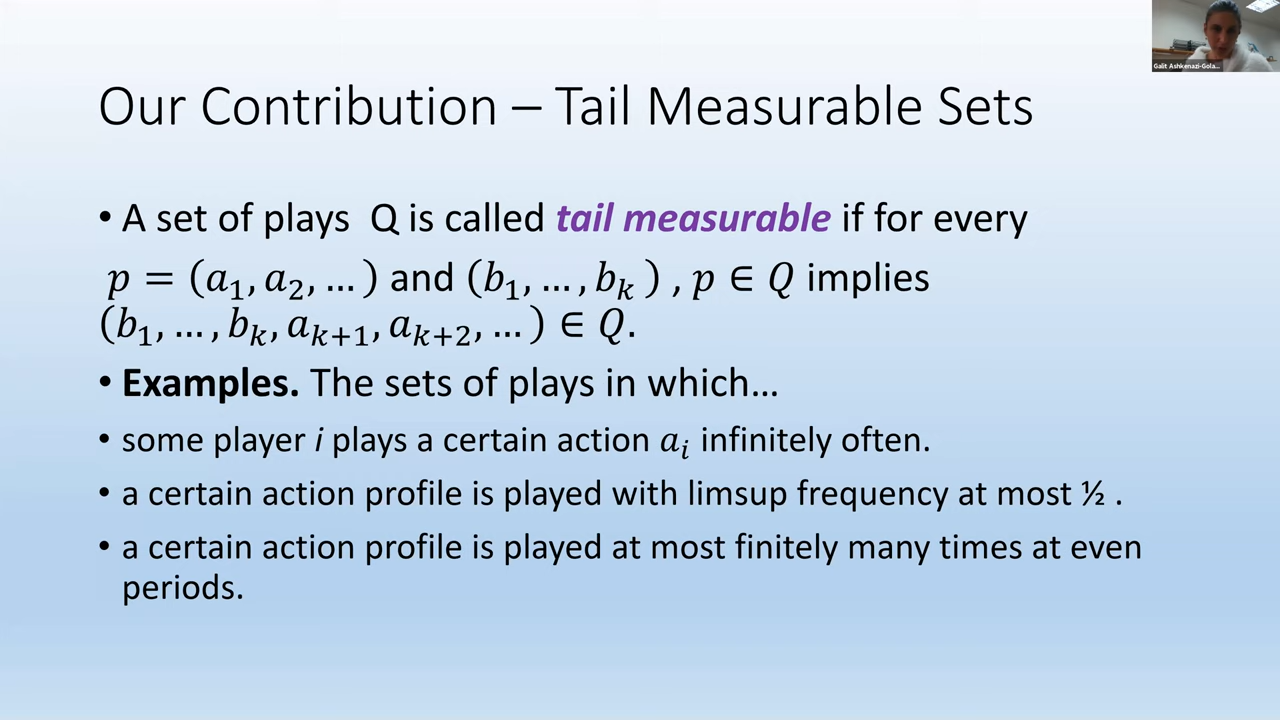 Galit Ashkenazi-Gola...
Our Contribution – Tail Measurable Sets
• A set of plays Q is called tail measurable if for every
𝑝 = (𝑎₁, 𝑎₂, … ) and (𝑏₁, … , 𝑏ₖ ) , 𝑝 ∈ 𝑄 implies
(𝑏₁, … , 𝑏ₖ, 𝑎ₖ₊₁, 𝑎ₖ₊₂, … ) ∈ 𝑄.
• Examples. The sets of plays in which…
• some player i plays a certain action 𝑎ᵢ infinitely often.
• a certain action profile is played with limsup frequency at most ½ .
• a certain action profile is played at most finitely many times at even
periods.